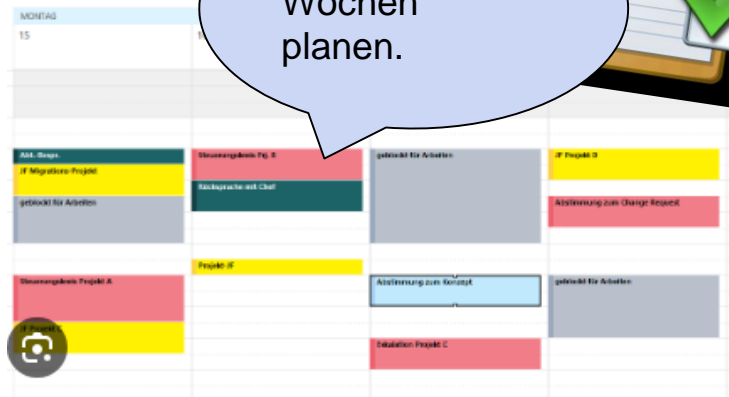 Wochen
planen.
MONTAG
15
Abt. Bespr.
JF Migrations-Projekt
geblockt für Arbeiten
Steuerungskreis Projekt A
JF Projekt C
Steuerungskreis Prj. B
Rücksprache mit Chef
Projekt-JF
geblockt für Arbeiten
Abstimmung zum Konzept
Eskalation Projekt C
JF Projekt D
Abstimmung zum Change Request
geblockt für Arbeiten